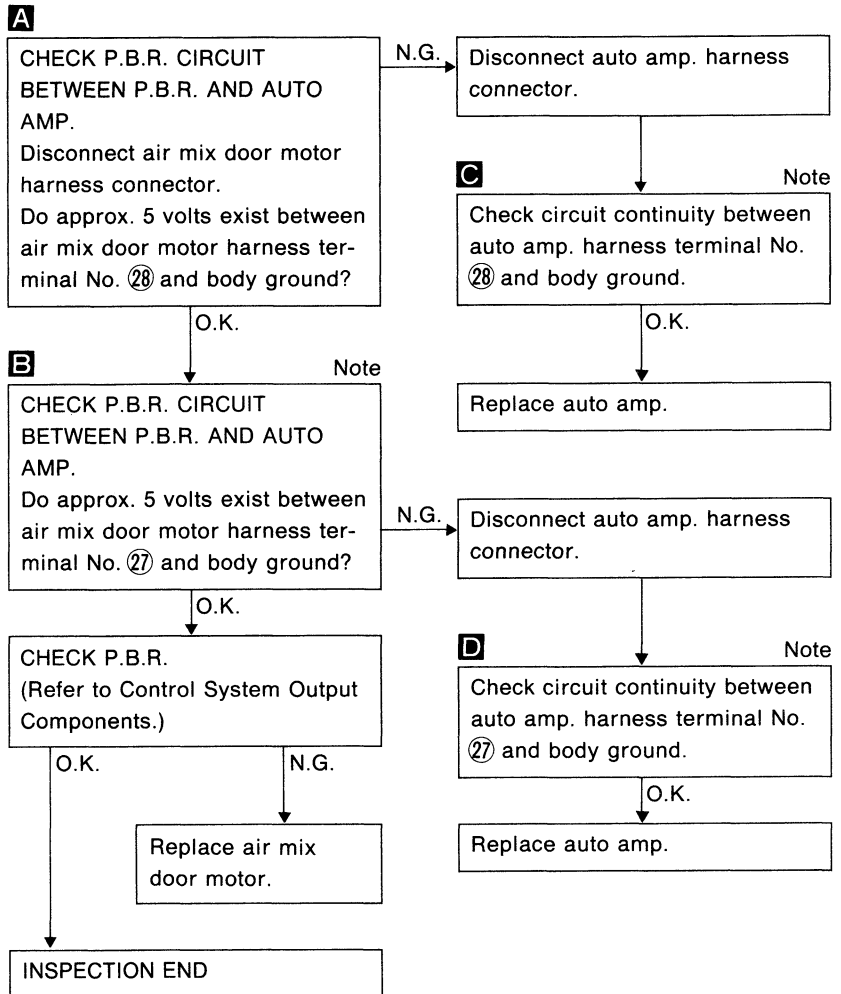 A
CHECK P.B.R. CIRCUIT
BETWEEN P.B.R. AND AUTO
AMP.
Disconnect air mix door motor
harness connector.
Do approx. 5 volts exist between
air mix door motor harness ter-
minal No. ㉘ and body ground?
N.G.
Disconnect auto amp. harness
connector.
C
Note
Check circuit continuity between
auto amp. harness terminal No.
㉘ and body ground.
O.K.
Replace auto amp.
O.K.
B
Note
CHECK P.B.R. CIRCUIT
BETWEEN P.B.R. AND AUTO
AMP.
Do approx. 5 volts exist between
air mix door motor harness ter-
minal No. ㉗ and body ground?
N.G.
Disconnect auto amp. harness
connector.
D
Note
Check circuit continuity between
auto amp. harness terminal No.
㉗ and body ground.
O.K.
Replace auto amp.
O.K.
CHECK P.B.R.
(Refer to Control System Output
Components.)
O.K.
N.G.
Replace air mix
door motor.
INSPECTION END